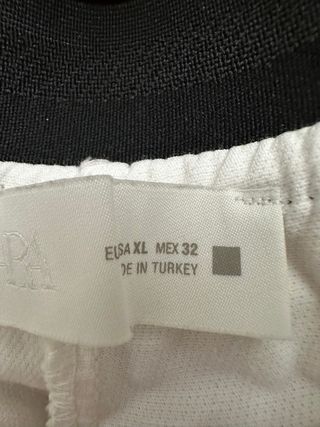 EUSA XL MEX 32
DE IN TURKEY